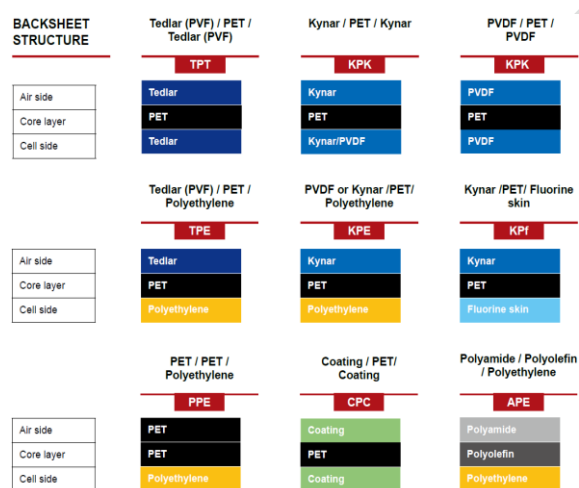 BACKSHEET
STRUCTURE
Tedlar (PVF) / PET /
Tedlar (PVF)
Kynar / PET / Kynar
PVDF / PET /
PVDF
TPT
KPK
KPK
Air side
Tedlar
Kynar
PVDF
Core layer
PET
PET
PET
Cell side
Tedlar
Kynar/PVDF
PVDF
Tedlar (PVF) / PET /
Polyethylene
PVDF or Kynar /PET/
Polyethylene
Kynar /PET/ Fluorine
skin
TPE
KPE
KPf
Air side
Tedlar
Kynar
Kynar
Core layer
PET
PET
PET
Cell side
Polyethylene
Polyethylene
Fluorine skin
PET / PET /
Polyethylene
Coating / PET/
Coating
Polyamide / Polyolefin
/ Polyethylene
PPE
CPC
APE
Air side
PET
Coating
Polyamide
Core layer
PET
PET
Polyolefin
Cell side
Polyethylene
Coating
Polyethylene